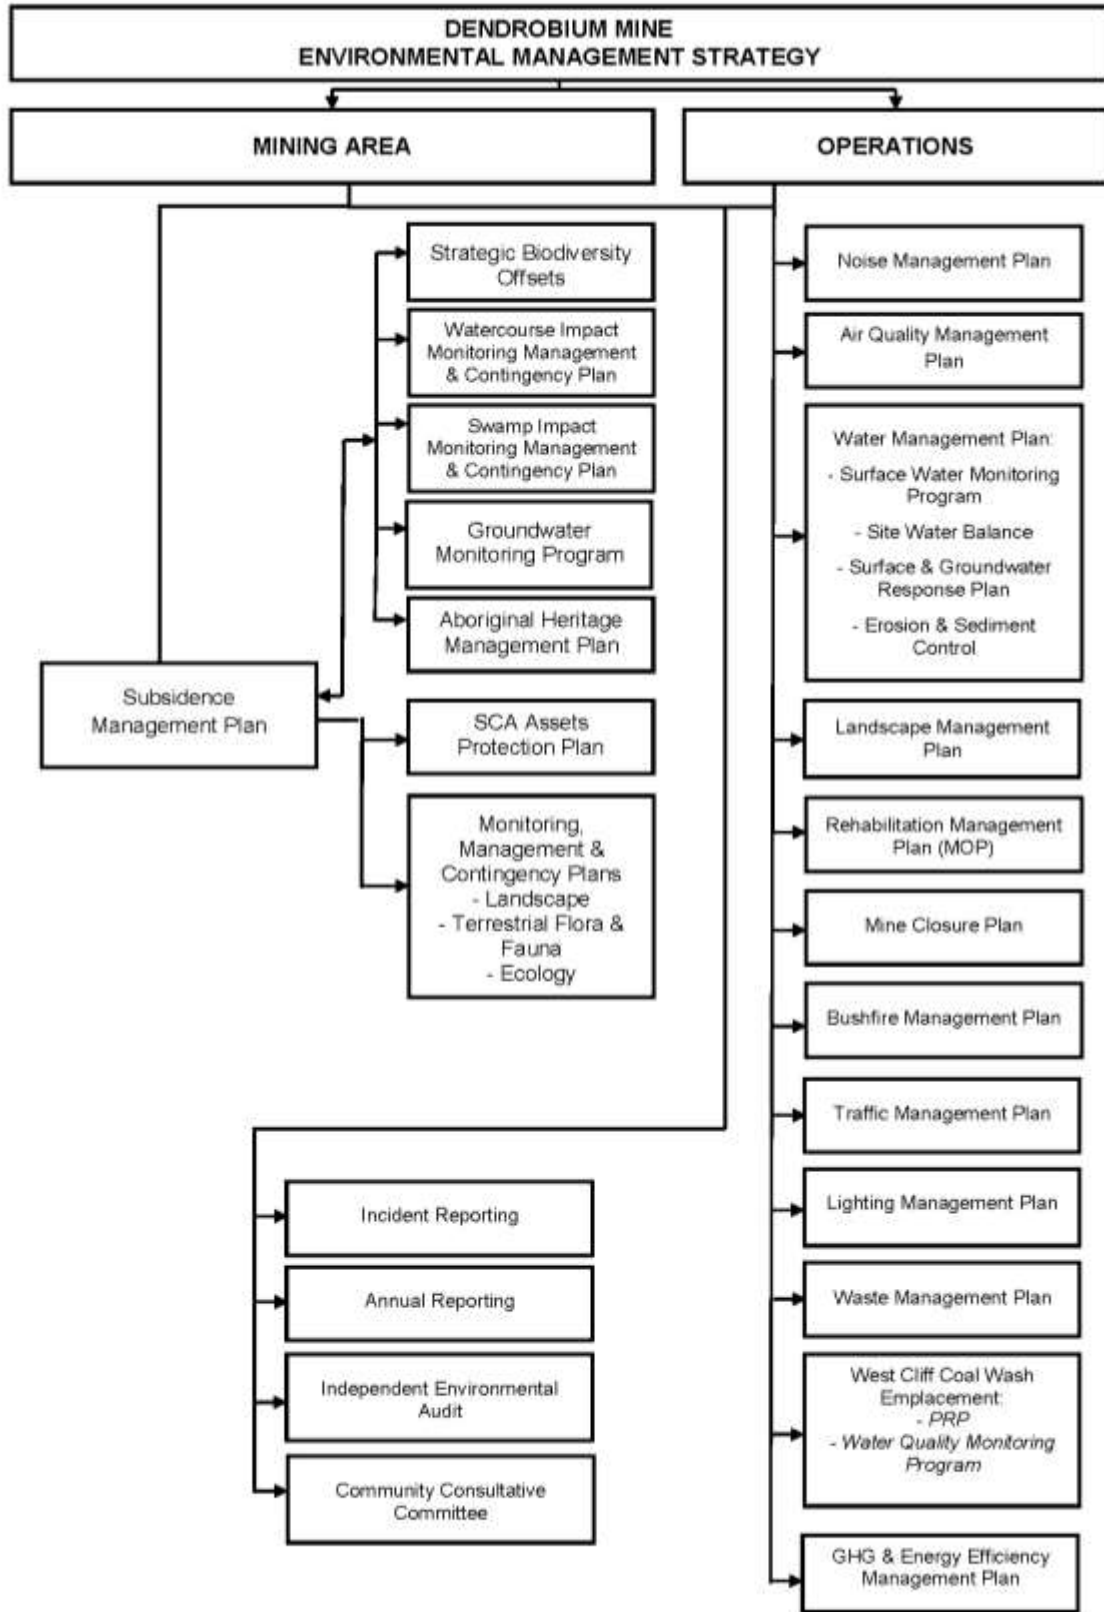 DENDROBIUM MINE
ENVIRONMENTAL MANAGEMENT STRATEGY
MINING AREA
OPERATIONS
Strategic Biodiversity
Offsets
Watercourse Impact
Monitoring Management
& Contingency Plan
Swamp Impact
Monitoring Management
& Contingency Plan
Groundwater
Monitoring Program
Aboriginal Heritage
Management Plan
Subsidence
Management Plan
SCA Assets
Protection Plan
Monitoring,
Management &
Contingency Plans
- Landscape
- Terrestrial Flora &
Fauna
- Ecology
Incident Reporting
Annual Reporting
Independent Environmental
Audit
Community Consultative
Committee
Noise Management Plan
Air Quality Management
Plan
Water Management Plan:
- Surface Water Monitoring
Program
- Site Water Balance
- Surface & Groundwater
Response Plan
- Erosion & Sediment
Control
Landscape Management
Plan
Rehabilitation Management
Plan (MOP)
Mine Closure Plan
Bushfire Management Plan
Traffic Management Plan
Lighting Management Plan
Waste Management Plan
West Cliff Coal Wash
Emplacement:
- PRP
- Water Quality Monitoring
Program
GHG & Energy Efficiency
Management Plan